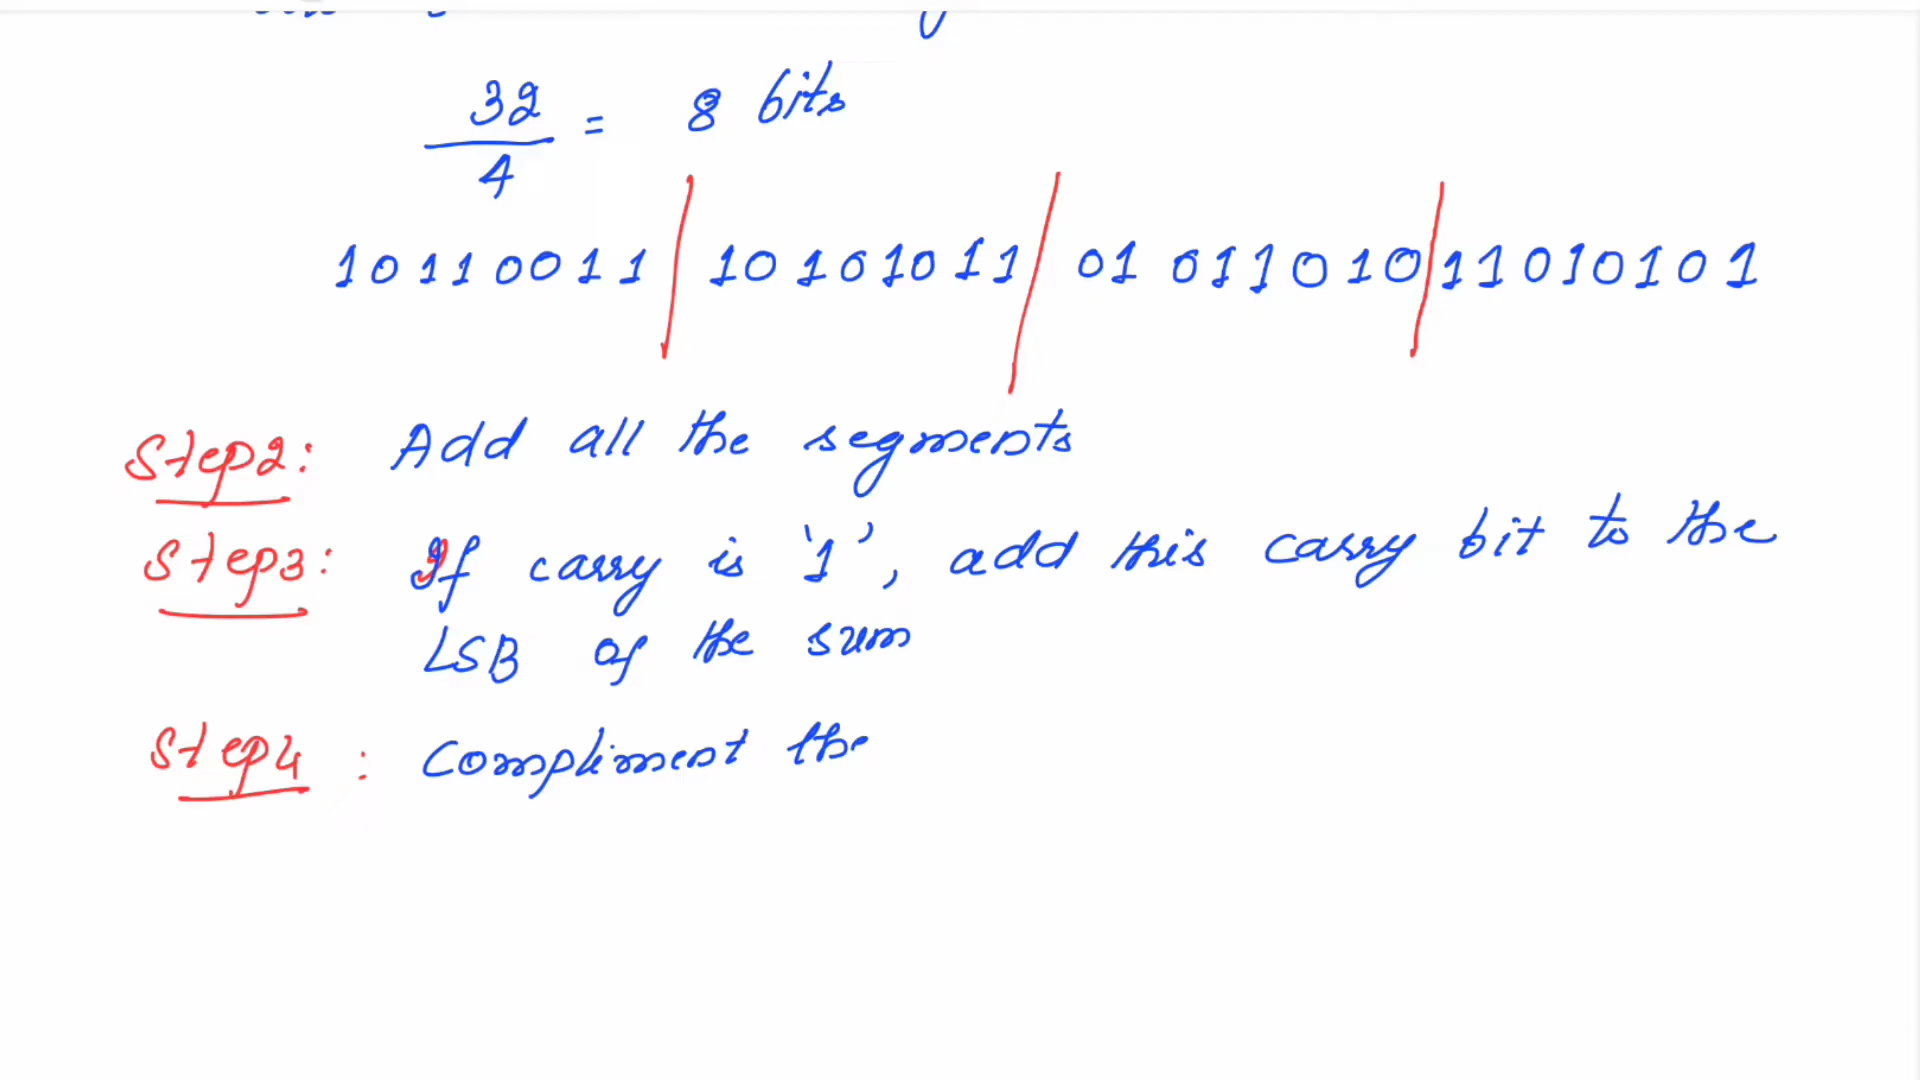 32
4 = 8 bits
10110011 | 10101011 | 01011010 | 11010101
Step2: Add all the segments
Step3: If carry is '1', add this carry bit to the
LSB of the sum
Step4 : Compliment the